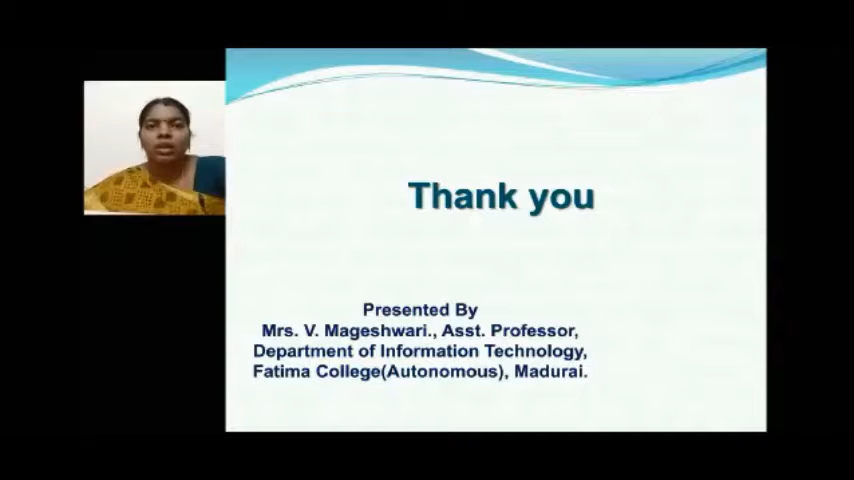 Thank you
Presented By
Mrs. V. Mageshwari., Asst. Professor,
Department of Information Technology,
Fatima College(Autonomous), Madurai.